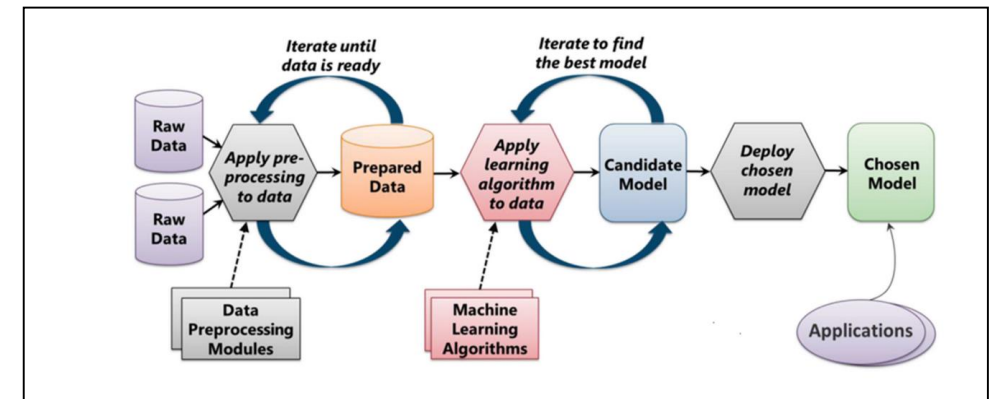 Iterate until
data is ready
Iterate to find
the best model
Raw
Data
Raw
Data
Apply pre-
processing
to data
Prepared
Data
Apply
learning
algorithm
to data
Candidate
Model
Deploy
chosen
model
Chosen
Model
Data
Preprocessing
Modules
Machine
Learning
Algorithms
Applications